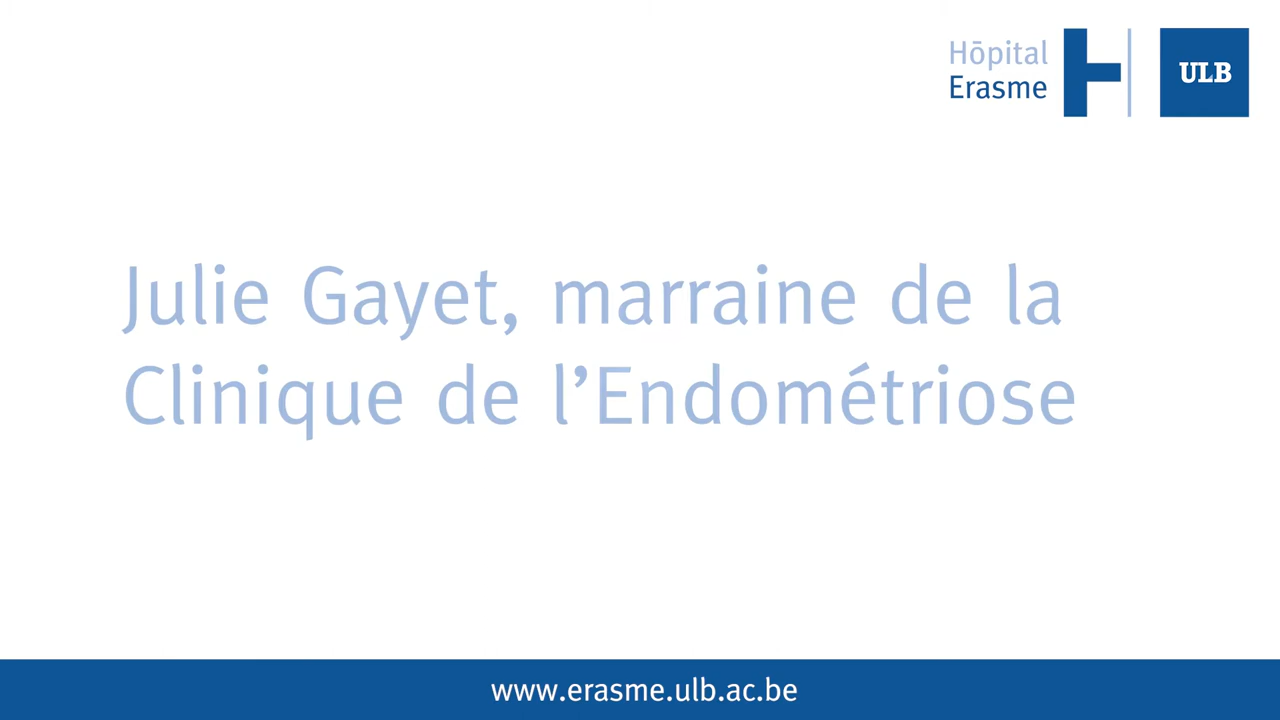 Hōpital
Erasme
ULB
Julie Gayet, marraine de la
Clinique de l’Endométriose
www.erasme.ulb.ac.be